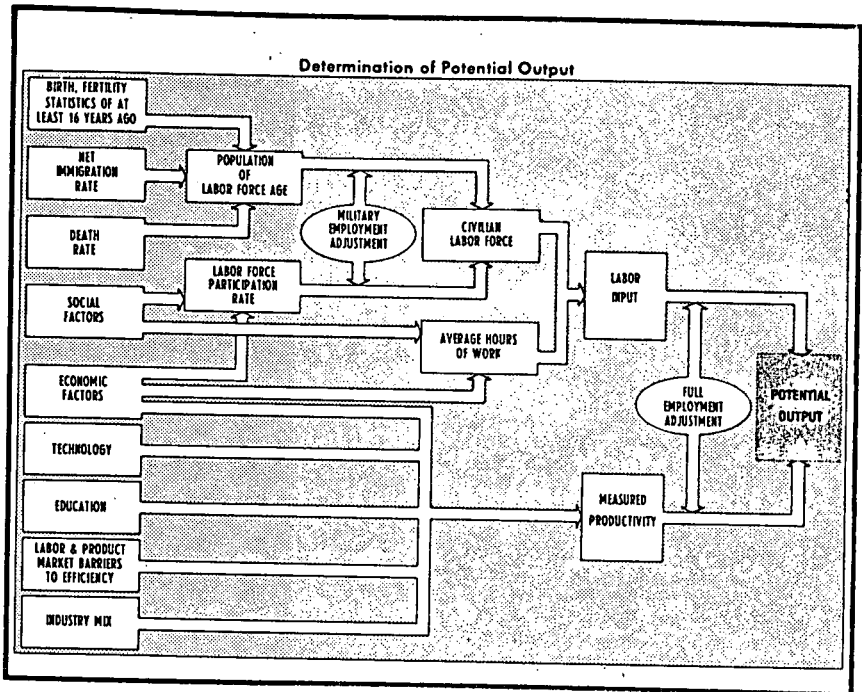 Determination of Potential Output
BIRTH, FERTILITY
STATISTICS OF AT
LEAST 16 YEARS AGO
NET
IMMIGRATION
RATE
POPULATION
OF
LABOR FORCE AGE
DEATH
RATE
MILITARY
EMPLOYMENT
ADJUSTMENT
CIVILIAN
LABOR FORCE
LABOR FORCE
PARTICIPATION
RATE
SOCIAL
FACTORS
AVERAGE HOURS
OF WORK
LABOR
INPUT
ECONOMIC
FACTORS
FULL
EMPLOYMENT
ADJUSTMENT
POTENTIAL
OUTPUT
TECHNOLOGY
EDUCATION
MEASURED
PRODUCTIVITY
LABOR & PRODUCT
MARKET BARRIERS
TO EFFICIENCY
INDUSTRY MIX